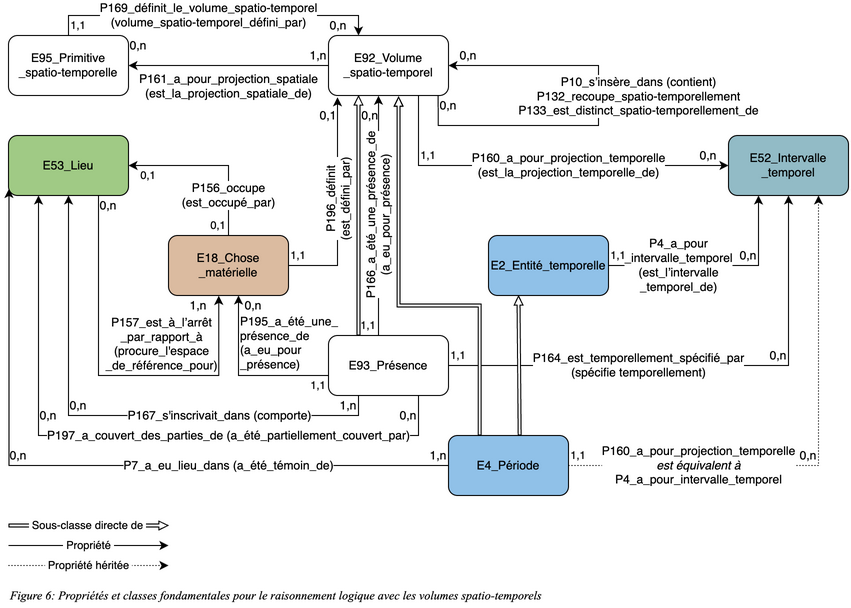 P169_définit_le_volume_spatio-temporel
(volume_spatio-temporel_défini_par)
1,1
0,n
E95_Primitive
_spatio-temporelle
0,n
1,n
E92_Volume
_spatio-temporel
0,n
P161_a_pour_projection_spatiale
(est_la_projection_spatiale_de)
P10_s'insère_dans (contient)
P132_recoupe_spatio-temporellement
P133_est_distinct_spatio-temporellement_de
0,n
0,1
0,n
E53_Lieu
0,1
P156_occupe
(est_occupé_par)
0,n
0,1
1,1
P160_a_pour_projection_temporelle
(est_la_projection_temporelle_de)
0,n
E52_Intervalle
_temporel
P196_définit
(est_défini_par)
P166_a_été_une_présence_de
(a_eu_pour_présence)
E18_Chose
_matérielle
1,1
E2_Entité_temporelle
1,1
P4_a_pour
_intervalle_temporel
(est_l'intervalle
_temporel_de)
0,n
1,n
0,n
P157_est_à_l'arrêt
_par_rapport_à
(procure_l'espace
_de_référence_pour)
P195_a_été_une_
présence_de
(a_eu_pour
_présence)
1,1
1,1
E93_Présence
1,1
P164_est_temporellement_spécifié_par
(spécifie temporellement)
0,n
0,n
0,n
P167_s'inscrivait_dans (comporte)
1,n
0,n
P197_a_couvert_des_parties_de (a_été_partiellement_couvert_par)
0,n
P7_a_eu_lieu_dans (a_été_témoin_de)
1,n
E4_Période
1,1
P160_a_pour_projection_temporelle
est équivalent à
P4_a_pour_intervalle_temporel
0,n
Sous-classe directe de
Propriété
Propriété héritée
Figure 6: Propriétés et classes fondamentales pour le raisonnement logique avec les volumes spatio-temporels